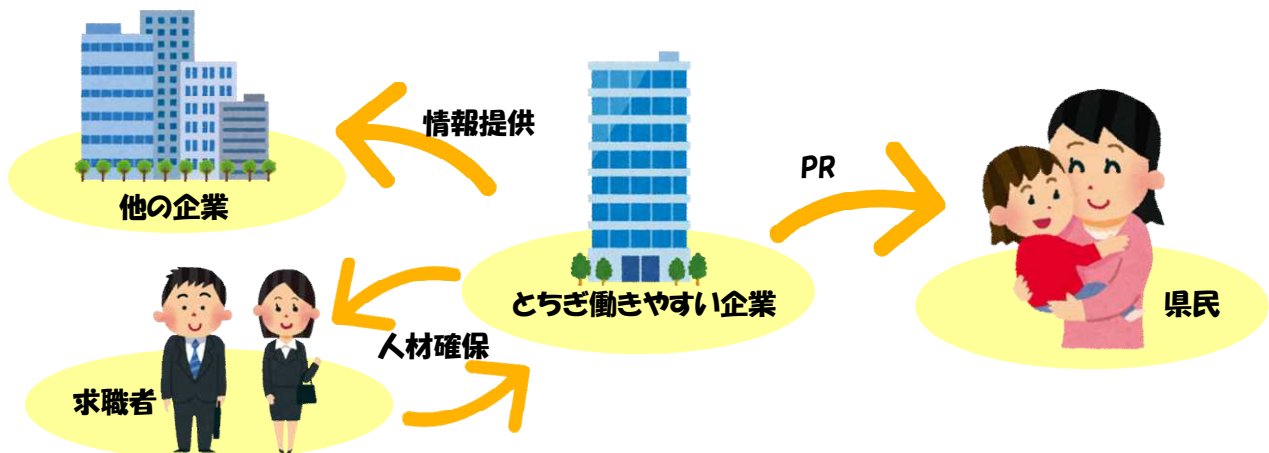 情報提供
PR
他の企業
とちぎ働きやすい企業
県民
人材確保
求職者